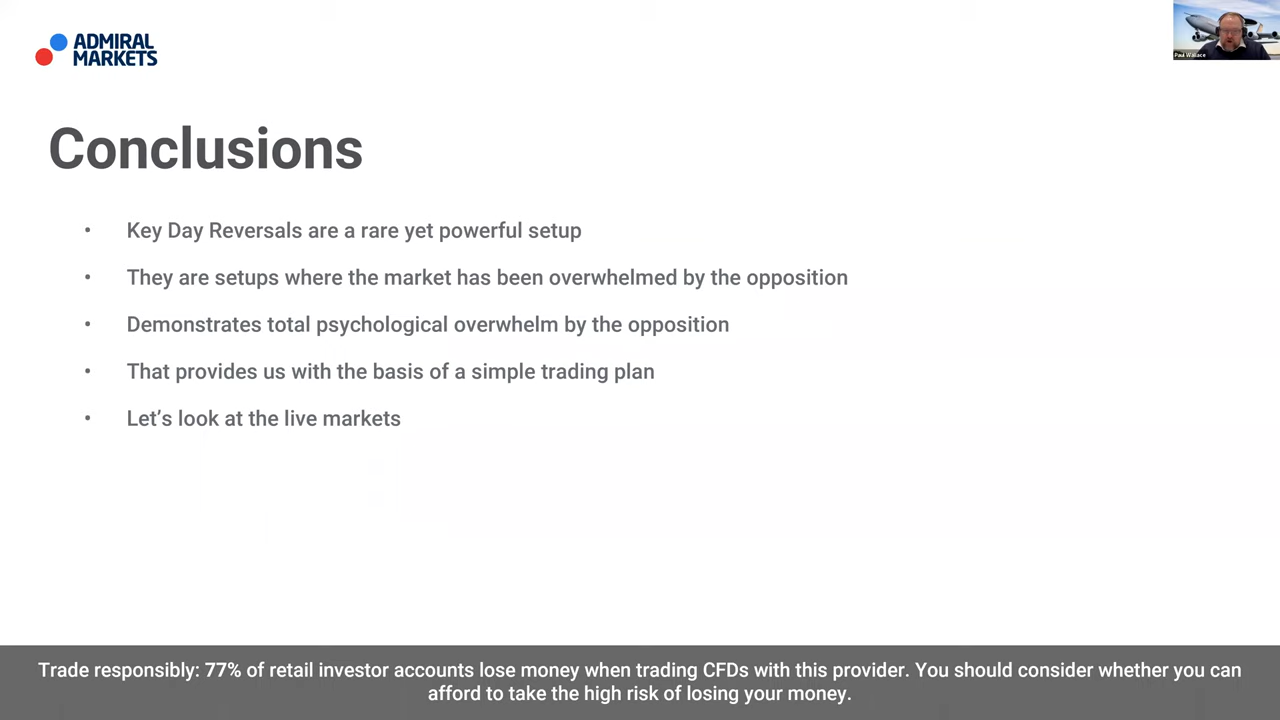 ADMIRAL
MARKETS
Paul Wallace
Conclusions
• Key Day Reversals are a rare yet powerful setup
• They are setups where the market has been overwhelmed by the opposition
• Demonstrates total psychological overwhelm by the opposition
• That provides us with the basis of a simple trading plan
• Let’s look at the live markets
Trade responsibly: 77% of retail investor accounts lose money when trading CFDs with this provider. You should consider whether you can
afford to take the high risk of losing your money.